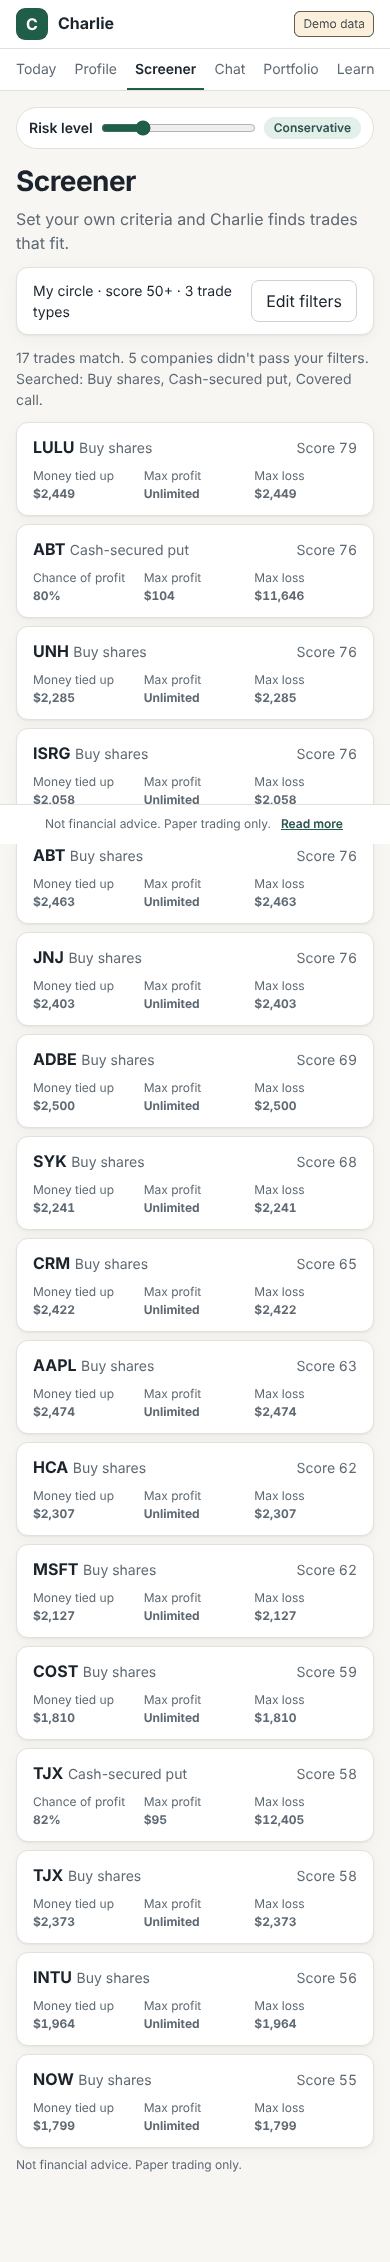 C Charlie Demo data
Today Profile Screener Chat Portfolio Learn
Risk level Conservative
Screener
Set your own criteria and Charlie finds trades
that fit.
My circle · score 50+ · 3 trade
types
Edit filters
17 trades match. 5 companies didn't pass your filters.
Searched: Buy shares, Cash-secured put, Covered
call.
LULU Buy shares Score 79
Money tied up Max profit Max loss
$2,449 Unlimited $2,449
ABT Cash-secured put Score 76
Chance of profit Max profit Max loss
80% $104 $11,646
UNH Buy shares Score 76
Money tied up Max profit Max loss
$2,285 Unlimited $2,285
ISRG Buy shares Score 76
Money tied up Max profit Max loss
$2,058 Unlimited $2,058
Not financial advice. Paper trading only. Read more
ABT Buy shares Score 76
Money tied up Max profit Max loss
$2,463 Unlimited $2,463
JNJ Buy shares Score 76
Money tied up Max profit Max loss
$2,403 Unlimited $2,403
ADBE Buy shares Score 69
Money tied up Max profit Max loss
$2,500 Unlimited $2,500
SYK Buy shares Score 68
Money tied up Max profit Max loss
$2,241 Unlimited $2,241
CRM Buy shares Score 65
Money tied up Max profit Max loss
$2,422 Unlimited $2,422
AAPL Buy shares Score 63
Money tied up Max profit Max loss
$2,474 Unlimited $2,474
HCA Buy shares Score 62
Money tied up Max profit Max loss
$2,307 Unlimited $2,307
MSFT Buy shares Score 62
Money tied up Max profit Max loss
$2,127 Unlimited $2,127
COST Buy shares Score 59
Money tied up Max profit Max loss
$1,810 Unlimited $1,810
TJX Cash-secured put Score 58
Chance of profit Max profit Max loss
82% $95 $12,405
TJX Buy shares Score 58
Money tied up Max profit Max loss
$2,373 Unlimited $2,373
INTU Buy shares Score 56
Money tied up Max profit Max loss
$1,964 Unlimited $1,964
NOW Buy shares Score 55
Money tied up Max profit Max loss
$1,799 Unlimited $1,799
Not financial advice. Paper trading only.